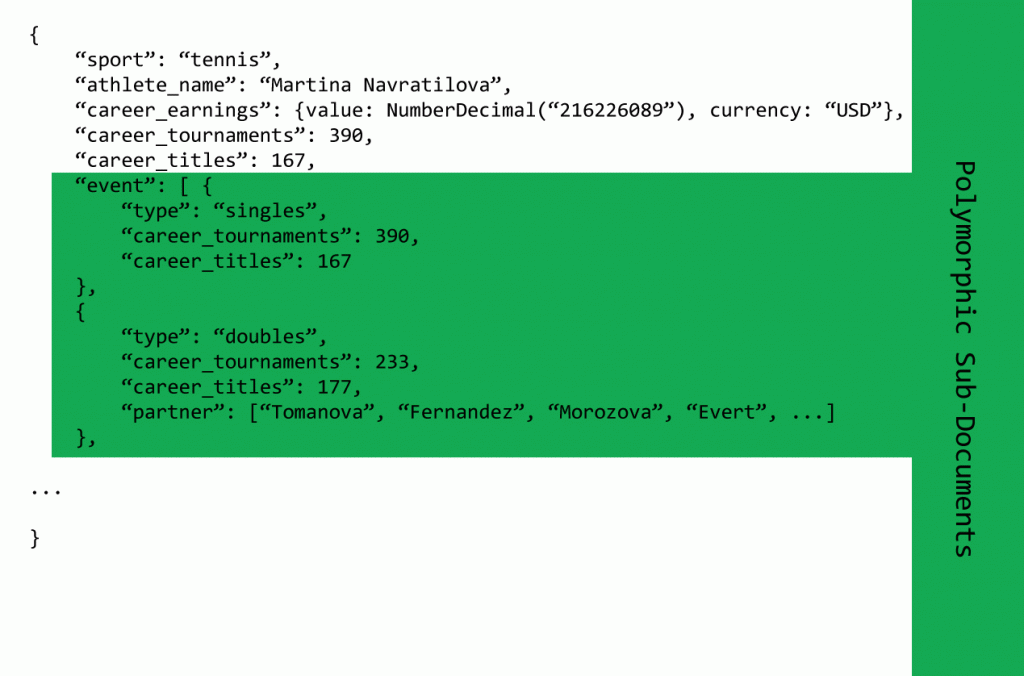 {
“sport”: “tennis”,
“athlete_name”: “Martina Navratilova”,
“career_earnings”: {value: NumberDecimal(“216226089”), currency: “USD”},
“career_tournaments”: 390,
“career_titles”: 167,
“event”: [ {
“type”: “singles”,
“career_tournaments”: 390,
“career_titles”: 167
},
{
“type”: “doubles”,
“career_tournaments”: 233,
“career_titles”: 177,
“partner”: [“Tomanova”, “Fernandez”, “Morozova”, “Evert”, ...]
},
...
}
Polymorphic Sub-Documents